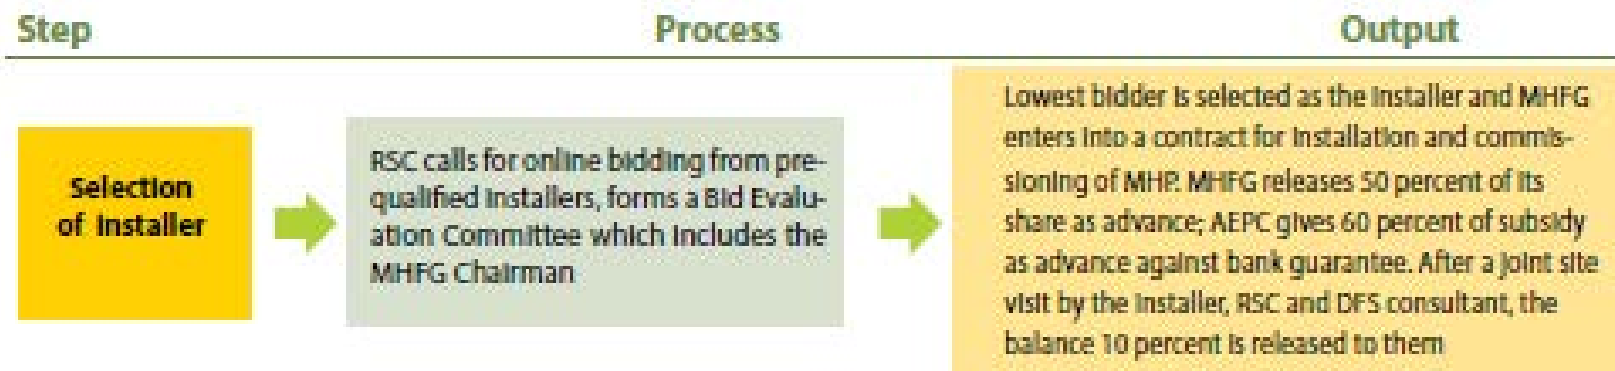 Step Process Output
Selection
of Installer
RSC calls for online bidding from pre-
qualified installers, forms a Bid Evalu-
ation Committee which includes the
MHFG Chairman
Lowest bidder is selected as the installer and MHFG
enters into a contract for installation and commis-
sioning of MHP. MHFG releases 50 percent of its
share as advance; AEPC gives 60 percent of subsidy
as advance against bank guarantee. After a joint site
visit by the installer, RSC and DFS consultant, the
balance 10 percent is released to them